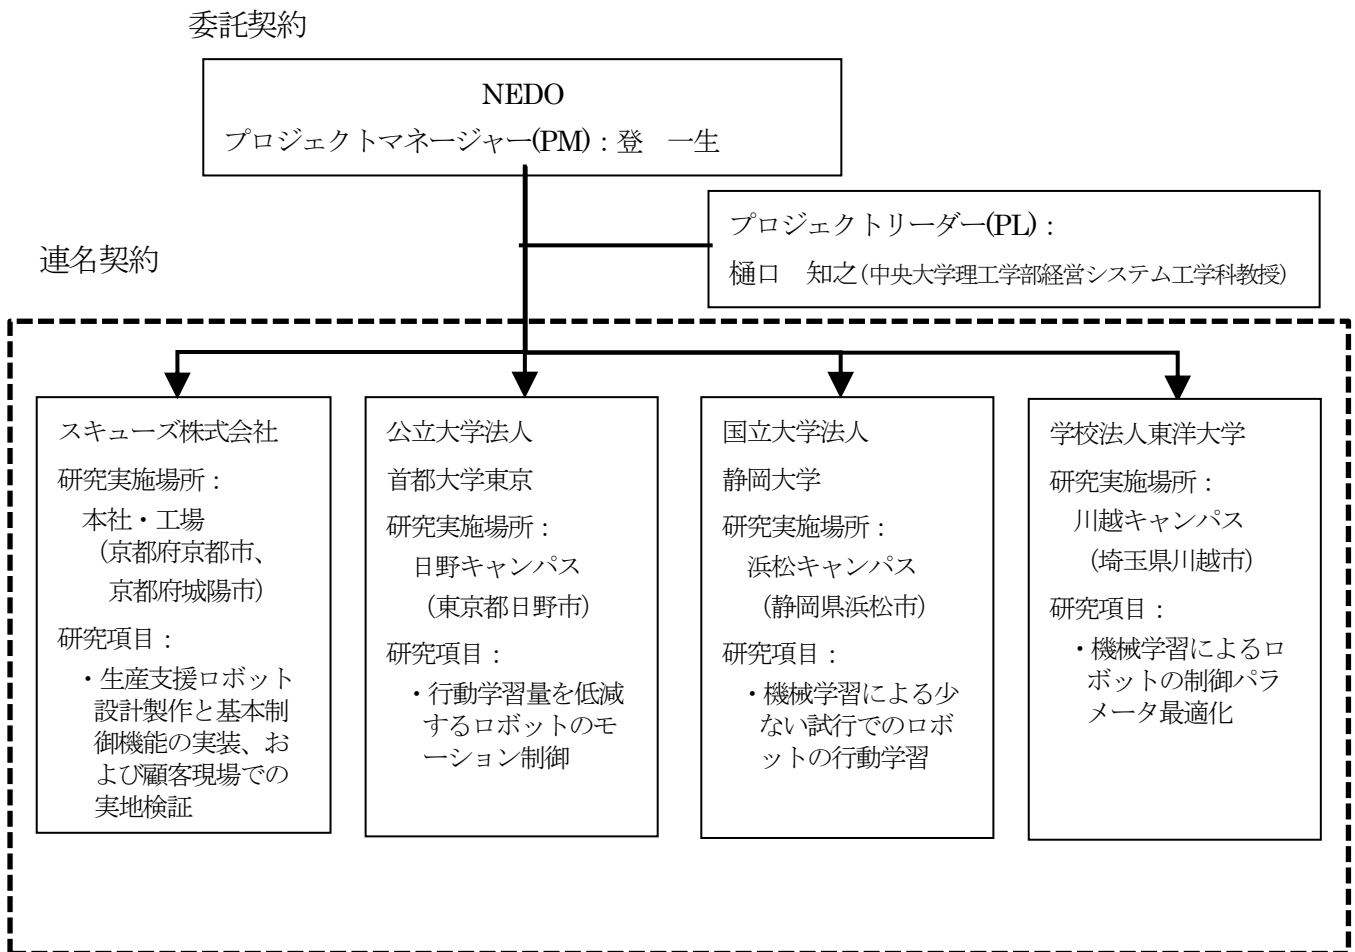 委託契約
NEDO
プロジェクトマネージャー(PM)：登　一生
プロジェクトリーダー(PL)：
樋口　知之(中央大学理工学部経営システム工学科教授)
連名契約
スキューズ株式会社
研究実施場所：
本社・工場
(京都府京都市、
京都府城陽市)
研究項目：
・生産支援ロボット
設計製作と基本制
御機能の実装、お
よび顧客現場での
実地検証
公立大学法人
首都大学東京
研究実施場所：
日野キャンパス
(東京都日野市)
研究項目：
・行動学習量を低減
するロボットのモ
ーション制御
国立大学法人
静岡大学
研究実施場所：
浜松キャンパス
(静岡県浜松市)
研究項目：
・機械学習による少
ない試行でのロボ
ットの行動学習
学校法人東洋大学
研究実施場所：
川越キャンパス
(埼玉県川越市)
研究項目：
・機械学習によるロ
ボットの制御パラ
メータ最適化